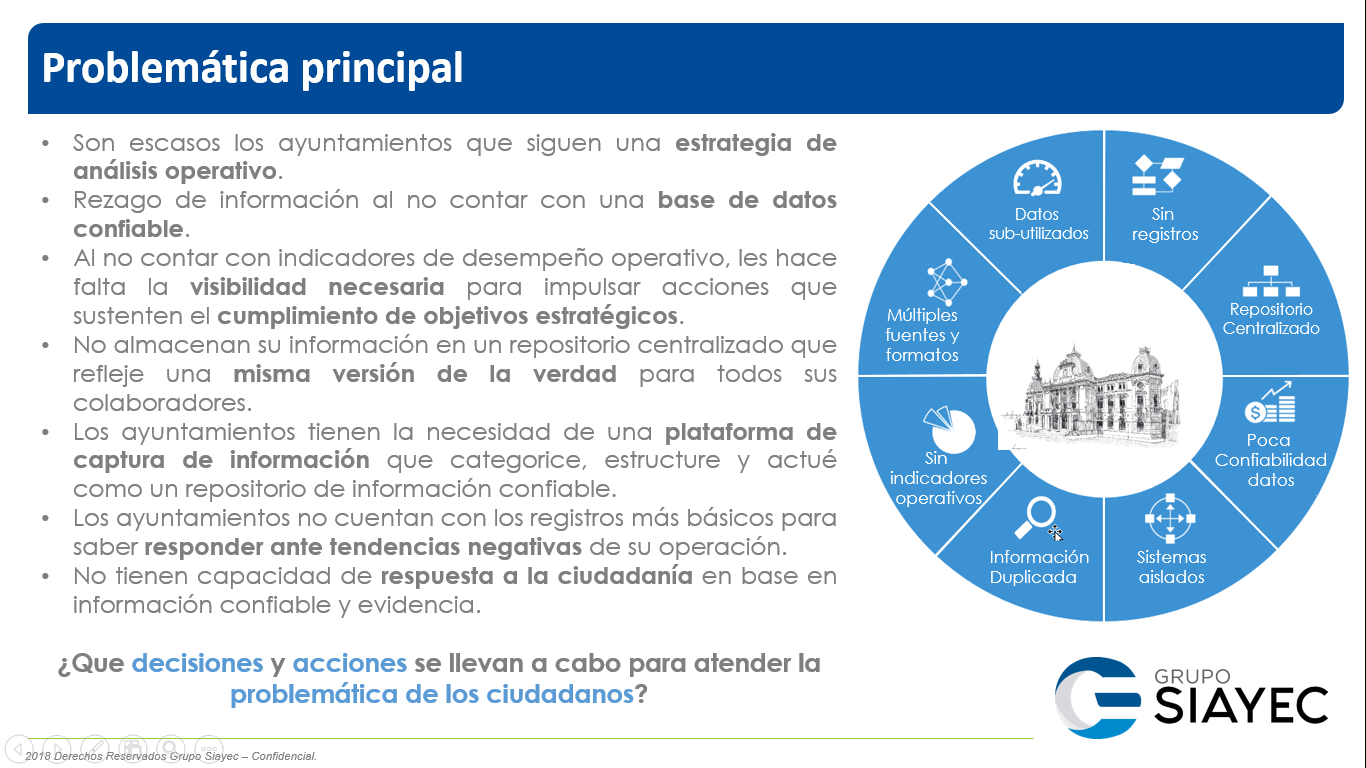 Problemática principal
• Son escasos los ayuntamientos que siguen una estrategia de
análisis operativo.
• Rezago de información al no contar con una base de datos
confiable.
• Al no contar con indicadores de desempeño operativo, les hace
falta la visibilidad necesaria para impulsar acciones que
sustenten el cumplimiento de objetivos estratégicos.
• No almacenan su información en un repositorio centralizado que
refleje una misma versión de la verdad para todos sus
colaboradores.
• Los ayuntamientos tienen la necesidad de una plataforma de
captura de información que categorice, estructure y actué
como un repositorio de información confiable.
• Los ayuntamientos no cuentan con los registros más básicos para
saber responder ante tendencias negativas de su operación.
• No tienen capacidad de respuesta a la ciudadanía en base en
información confiable y evidencia.
¿Que decisiones y acciones se llevan a cabo para atender la
problemática de los ciudadanos?
Datos
sub-utilizados
Sin
registros
Repositorio
Centralizado
Poca
Confiabilidad
datos
Sistemas
aislados
Información
Duplicada
Sin
indicadores
operativos
Múltiples
fuentes y
formatos
GRUPO
SIAYEC
2018 Derechos Reservados Grupo Siayec – Confidencial.